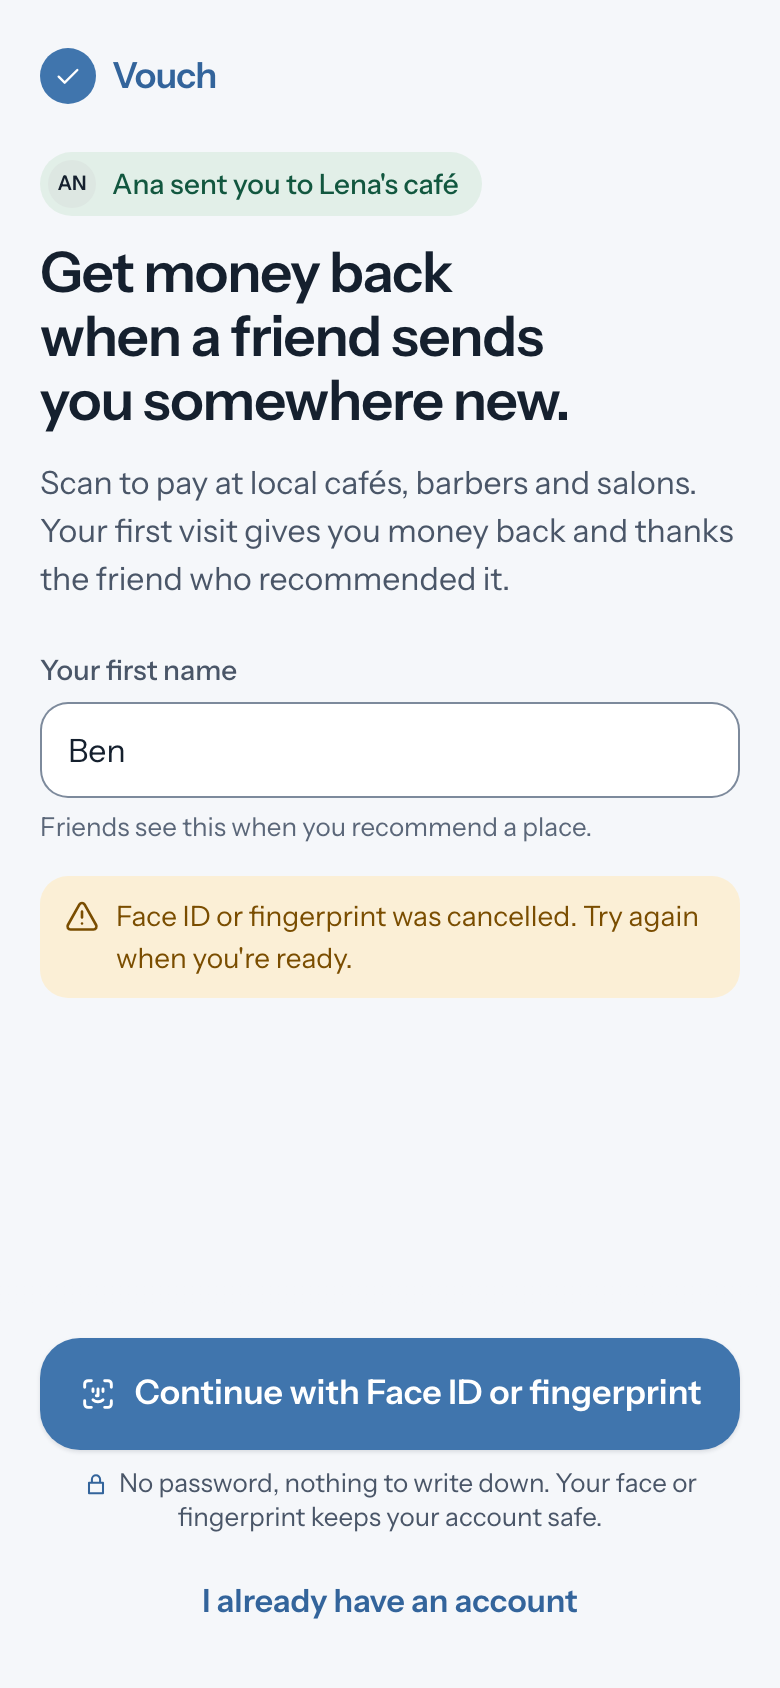 Vouch
AN Ana sent you to Lena's café
Get money back
when a friend sends
you somewhere new.
Scan to pay at local cafés, barbers and salons.
Your first visit gives you money back and thanks
the friend who recommended it.
Your first name
Ben
Friends see this when you recommend a place.
Face ID or fingerprint was cancelled. Try again
when you're ready.
Continue with Face ID or fingerprint
No password, nothing to write down. Your face or
fingerprint keeps your account safe.
I already have an account